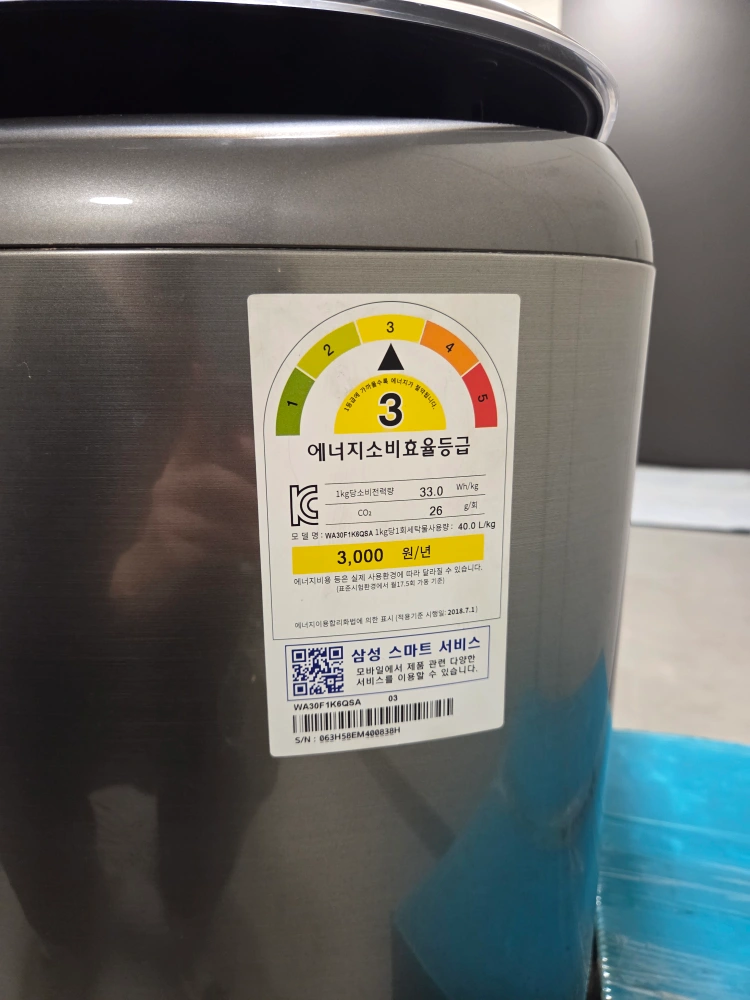 1 2 3 4 5
1등급에 가까울수록 에너지가 절약됩니다.
3
에너지소비효율등급
1kg당소비전력량 33.0 Wh/kg
CO₂ 26 g/회
모 델 명 : WA30F1K6QSA 1kg당1회세탁물사용량 : 40.0 L/kg
3,000 원/년
에너지비용 등은 실제 사용환경에 따라 달라질 수 있습니다.
(표준시험환경에서 월17.5회 가동 기준)
에너지이용합리화법에 의한 표시 (적용기준 시행일: 2018.7.1)
삼성 스마트 서비스
모바일에서 제품 관련 다양한
서비스를 이용할 수 있습니다.
WA30F1K6QSA 03
S/N : 063H5BEM400838H